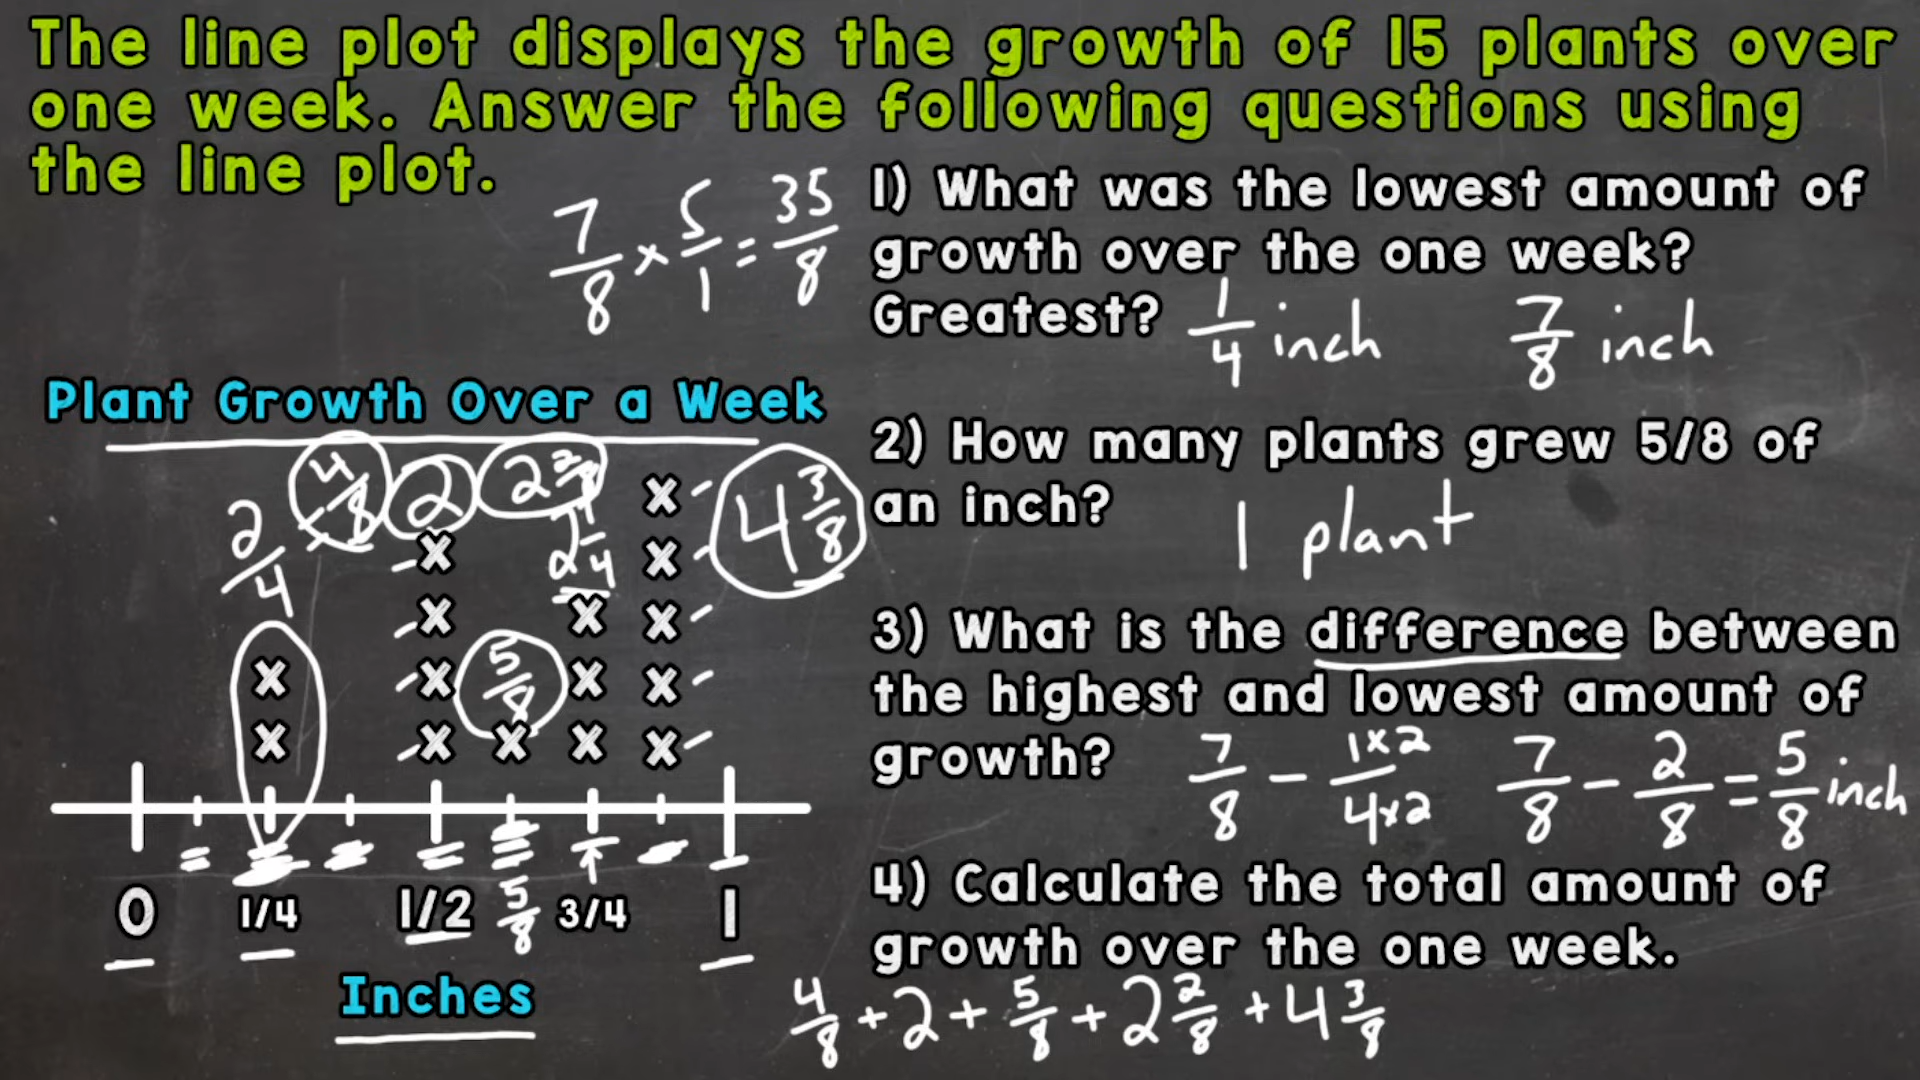 The line plot displays the growth of 15 plants over
one week. Answer the following questions using
the line plot.
7/8 x 5/1 = 35/8
1) What was the lowest amount of
growth over the one week?
Greatest? 1/4 inch 7/8 inch
Plant Growth Over a Week
2) How many plants grew 5/8 of
an inch? 1 plant
2/4 4/8 2 2 2/8 4 3/8
2 1/4
5/8
x x x x x
x x x x x
x x x x x
3) What is the difference between
the highest and lowest amount of
growth? 7/8 - 1x2/4x2 7/8 - 2/8 = 5/8 inch
0 1/4 1/2 5/8 3/4 1
Inches
4) Calculate the total amount of
growth over the one week.
4/8 + 2 + 5/8 + 2 2/8 + 4 3/8